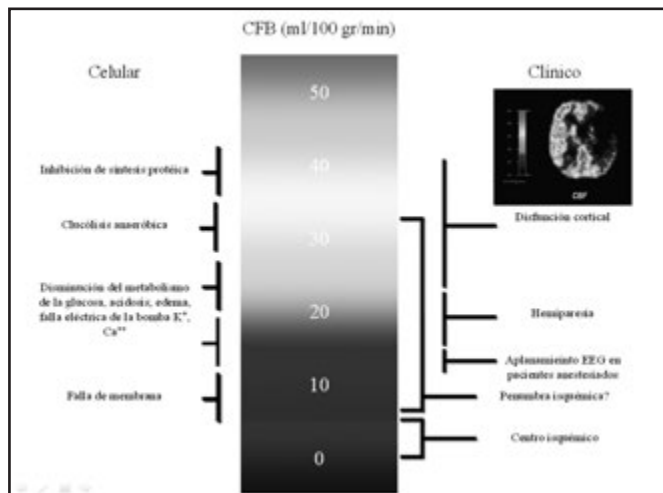 CFB (ml/100 gr/min)
Celular
Clínico
50
40
30
20
10
0
Inhibición de síntesis protéica
Glucólisis anaeróbica
Disminución del metabolismo
de la glucosa, acidosis, edema,
falla eléctrica de la bomba K⁺,
Ca⁺⁺
Falla de membrana
CBF
Disfunción cortical
Hemiparesia
Aplanamiento EEG en
pacientes anestesiados
Penumbra isquémica?
Centro isquémico